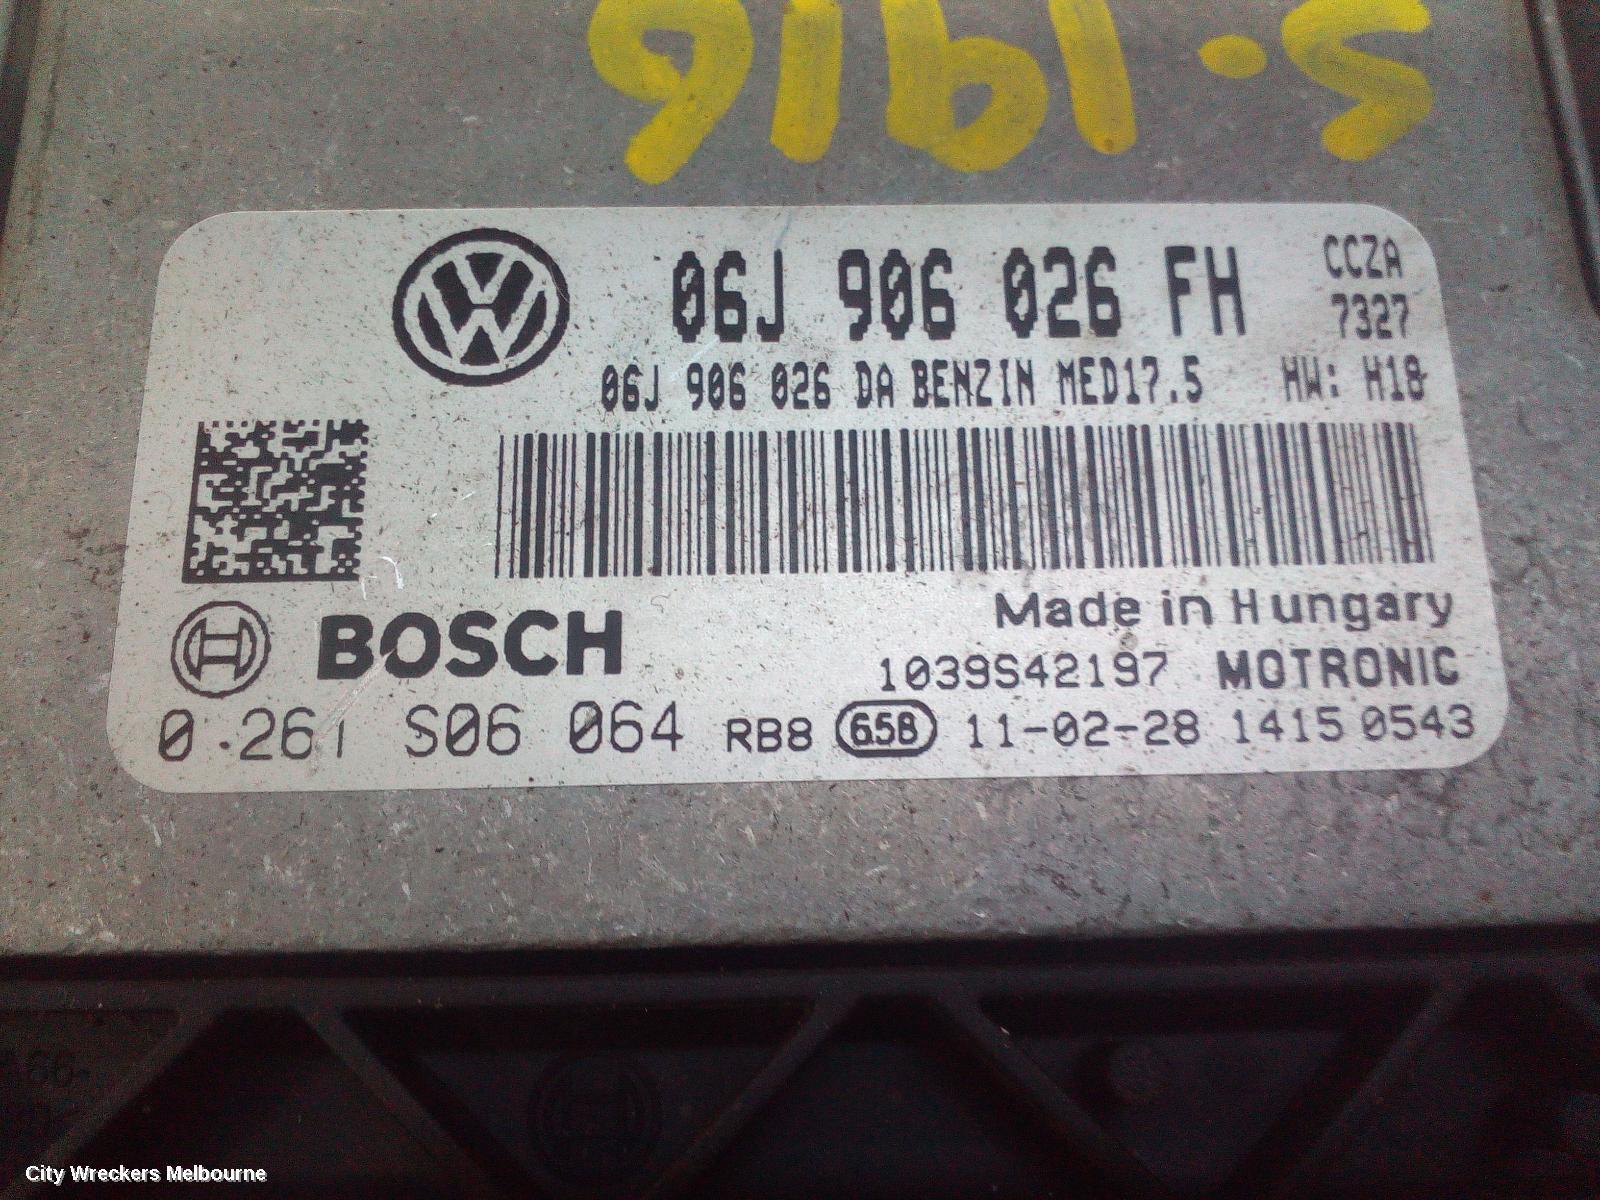 5.1916
06J 906 026 FH
CCZA
7327
06J 906 026 DA BENZIN MED17.5 HW: H18
BOSCH
Made in Hungary
1039S42197 MOTRONIC
0.261 S06 064 RB8 65B 11-02-28 1415 0543
City Wreckers Melbourne